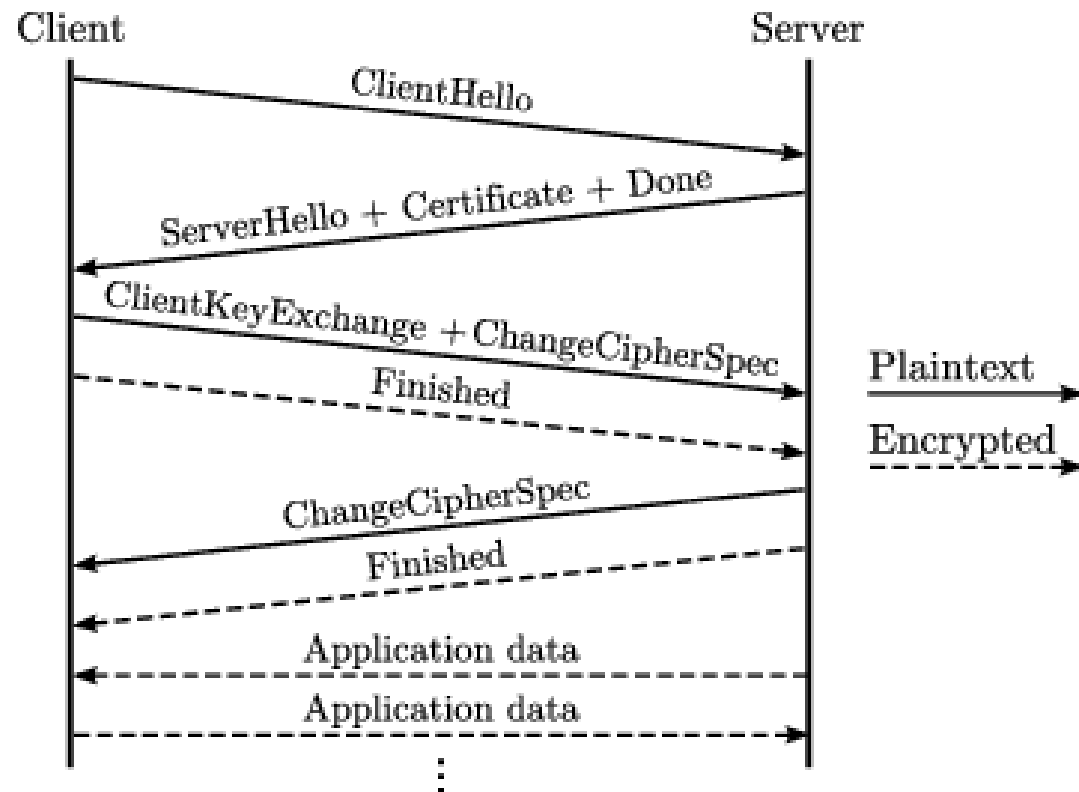 Client
Server
ClientHello
ServerHello + Certificate + Done
ClientKeyExchange + ChangeCipherSpec
Finished
Plaintext
Encrypted
ChangeCipherSpec
Finished
Application data
Application data